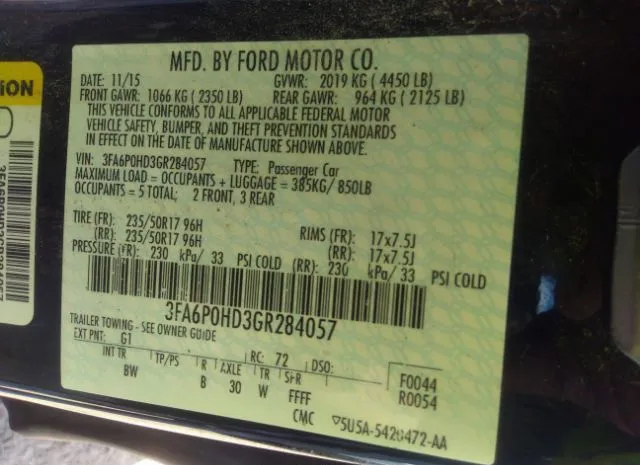 MFD. BY FORD MOTOR CO.
DATE: 11/15 GVWR: 2019 KG ( 4450 LB)
FRONT GAWR: 1066 KG ( 2350 LB) REAR GAWR: 964 KG ( 2125 LB)
THIS VEHICLE CONFORMS TO ALL APPLICABLE FEDERAL MOTOR
VEHICLE SAFETY, BUMPER, AND THEFT PREVENTION STANDARDS
IN EFFECT ON THE DATE OF MANUFACTURE SHOWN ABOVE.
VIN: 3FA6P0HD3GR284057 TYPE: Passenger Car
MAXIMUM LOAD = OCCUPANTS + LUGGAGE = 385KG/ 850LB
OCCUPANTS = 5 TOTAL; 2 FRONT, 3 REAR
TIRE (FR): 235/50R17 96H RIMS (FR): 17x7.5J
(RR): 235/50R17 96H (RR): 17x7.5J
PRESSURE (FR): 230 kPa/ 33 PSI COLD (RR): 230 kPa/ 33 PSI COLD
3FA6P0HD3GR284057
TRAILER TOWING - SEE OWNER GUIDE
EXT PNT: G1 RC: 72 DSO:
INT TR TP/PS R AXLE TR SPR F0044
BW B 30 W FFFF R0054
CMC 5U5A-5420472-AA